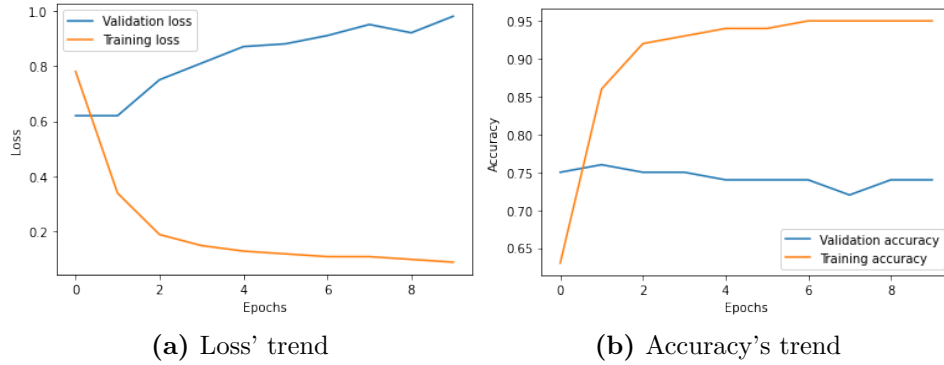 1.0
0.8
0.6
0.4
0.2
Loss
Validation loss
Training loss
0 2 4 6 8
Epochs
(a) Loss' trend
0.95
0.90
0.85
0.80
0.75
0.70
0.65
Accuracy
Validation accuracy
Training accuracy
0 2 4 6 8
Epochs
(b) Accuracy's trend